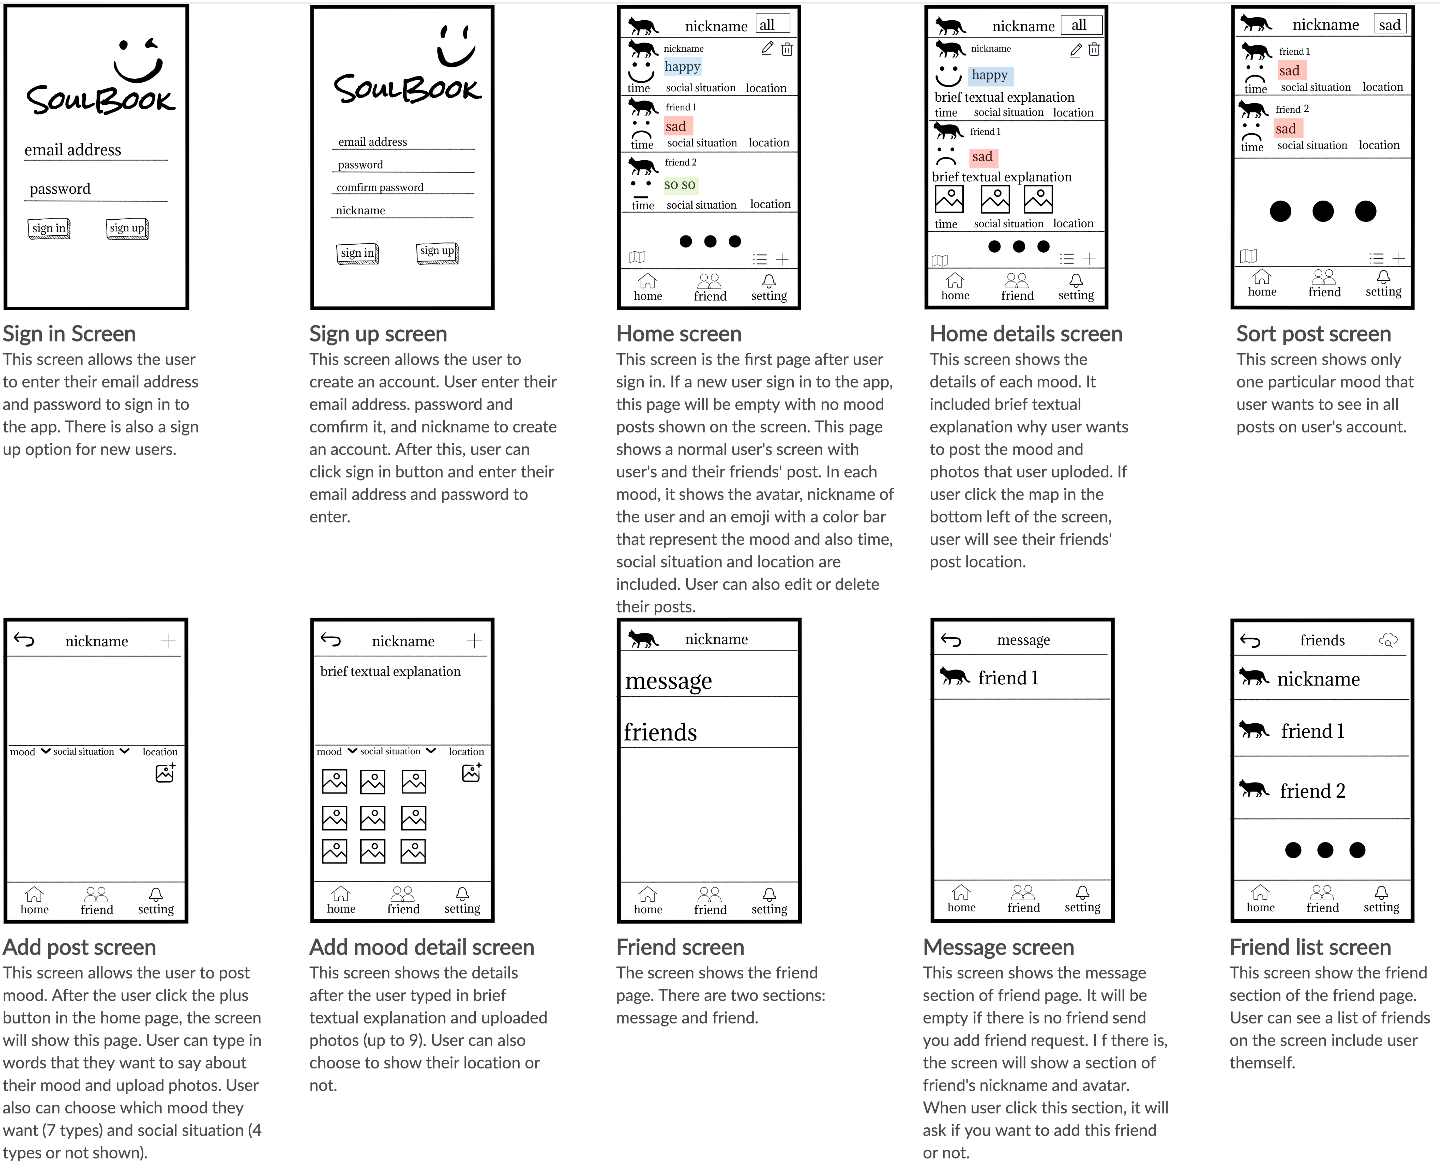 SOULBOOK
email address
password
sign in
sign up
Sign in Screen
This screen allows the user
to enter their email address
and password to sign in to
the app. There is also a sign
up option for new users.
SOULBOOK
email address
password
comfirm password
nickname
sign in
sign up
Sign up screen
This screen allows the user to
create an account. User enter their
email address. password and
comfirm it, and nickname to create
an account. After this, user can
click sign in button and enter their
email address and password to
enter.
nickname all
nickname
happy
time social situation location
friend 1
sad
time social situation location
friend 2
so so
time social situation location
home friend setting
Home screen
This screen is the first page after user
sign in. If a new user sign in to the app,
this page will be empty with no mood
posts shown on the screen. This page
shows a normal user's screen with
user's and their friends' post. In each
mood, it shows the avatar, nickname of
the user and an emoji with a color bar
that represent the mood and also time,
social situation and location are
included. User can also edit or delete
their posts.
nickname all
nickname
happy
brief textual explanation
time social situation location
friend 1
sad
brief textual explanation
time social situation location
home friend setting
Home details screen
This screen shows the
details of each mood. It
included brief textual
explanation why user wants
to post the mood and
photos that user uploded. If
user click the map in the
bottom left of the screen,
user will see their friends'
post location.
nickname sad
friend 1
sad
time social situation location
friend 2
sad
time social situation location
home friend setting
Sort post screen
This screen shows only
one particular mood that
user wants to see in all
posts on user's account.
nickname
mood social situation location
home friend setting
Add post screen
This screen allows the user to post
mood. After the user click the plus
button in the home page, the screen
will show this page. User can type in
words that they want to say about
their mood and upload photos. User
also can choose which mood they
want (7 types) and social situation (4
types or not shown).
nickname
brief textual explanation
mood social situation location
home friend setting
Add mood detail screen
This screen shows the details
after the user typed in brief
textual explanation and uploaded
photos (up to 9). User can also
choose to show their location or
not.
nickname
message
friends
home friend setting
Friend screen
The screen shows the friend
page. There are two sections:
message and friend.
message
friend 1
home friend setting
Message screen
This screen shows the message
section of friend page. It will be
empty if there is no friend send
you add friend request. I f there is,
the screen will show a section of
friend's nickname and avatar.
When user click this section, it will
ask if you want to add this friend
or not.
friends
nickname
friend 1
friend 2
home friend setting
Friend list screen
This screen show the friend
section of the friend page.
User can see a list of friends
on the screen include user
themself.